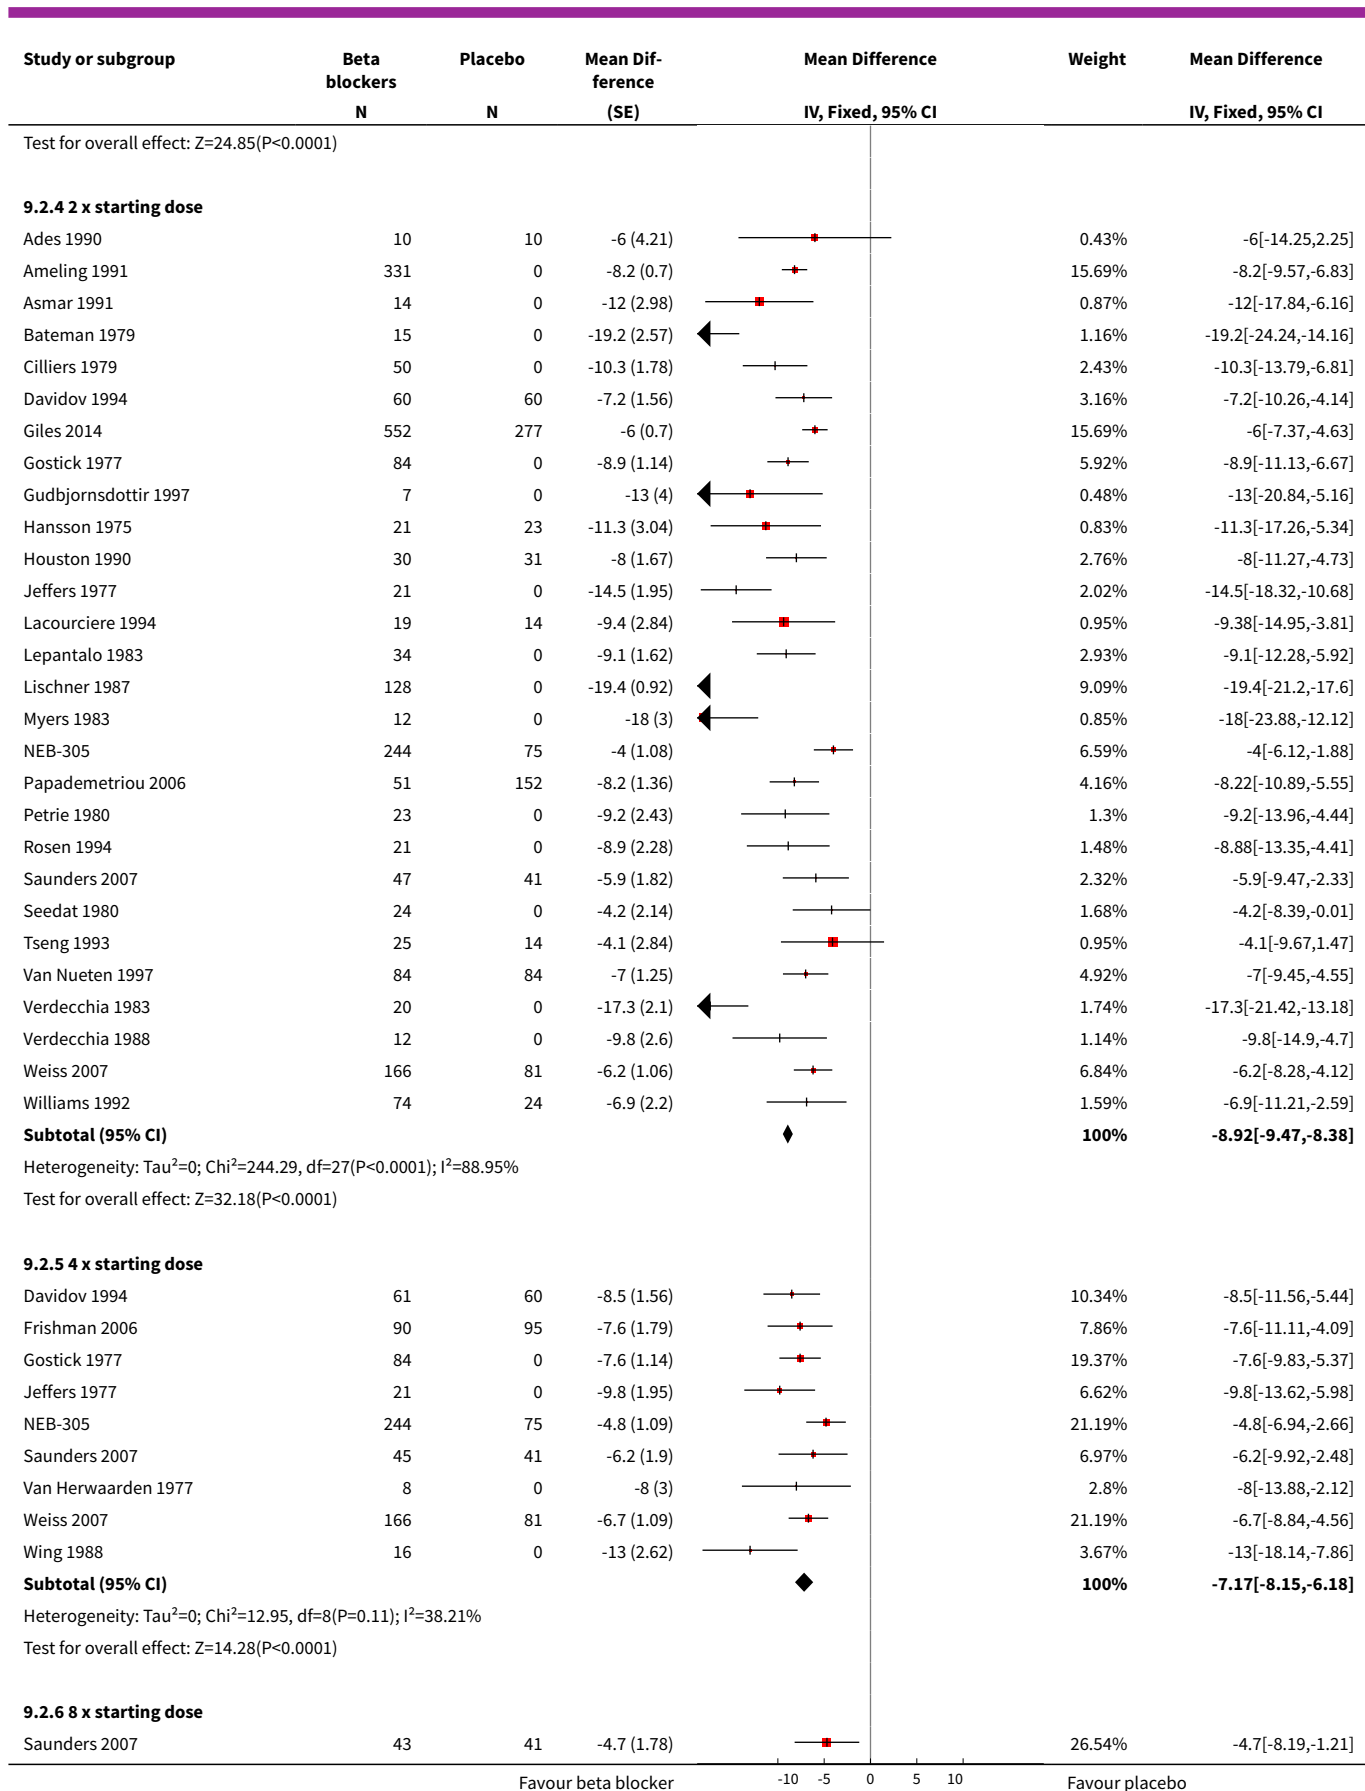 Study or subgroup Beta blockers Placebo Mean Dif-ference Mean Difference Weight Mean Difference
N N (SE) IV, Fixed, 95% CI IV, Fixed, 95% CI
Test for overall effect: Z=24.85(P<0.0001)
9.2.4 2 x starting dose
Ades 1990 10 10 -6 (4.21) 0.43% -6[-14.25,2.25]
Ameling 1991 331 0 -8.2 (0.7) 15.69% -8.2[-9.57,-6.83]
Asmar 1991 14 0 -12 (2.98) 0.87% -12[-17.84,-6.16]
Bateman 1979 15 0 -19.2 (2.57) 1.16% -19.2[-24.24,-14.16]
Cilliers 1979 50 0 -10.3 (1.78) 2.43% -10.3[-13.79,-6.81]
Davidov 1994 60 60 -7.2 (1.56) 3.16% -7.2[-10.26,-4.14]
Giles 2014 552 277 -6 (0.7) 15.69% -6[-7.37,-4.63]
Gostick 1977 84 0 -8.9 (1.14) 5.92% -8.9[-11.13,-6.67]
Gudbjornsdottir 1997 7 0 -13 (4) 0.48% -13[-20.84,-5.16]
Hansson 1975 21 23 -11.3 (3.04) 0.83% -11.3[-17.26,-5.34]
Houston 1990 30 31 -8 (1.67) 2.76% -8[-11.27,-4.73]
Jeffers 1977 21 0 -14.5 (1.95) 2.02% -14.5[-18.32,-10.68]
Lacourciere 1994 19 14 -9.4 (2.84) 0.95% -9.38[-14.95,-3.81]
Lepantalo 1983 34 0 -9.1 (1.62) 2.93% -9.1[-12.28,-5.92]
Lischner 1987 128 0 -19.4 (0.92) 9.09% -19.4[-21.2,-17.6]
Myers 1983 12 0 -18 (3) 0.85% -18[-23.88,-12.12]
NEB-305 244 75 -4 (1.08) 6.59% -4[-6.12,-1.88]
Papademetriou 2006 51 152 -8.2 (1.36) 4.16% -8.22[-10.89,-5.55]
Petrie 1980 23 0 -9.2 (2.43) 1.3% -9.2[-13.96,-4.44]
Rosen 1994 21 0 -8.9 (2.28) 1.48% -8.88[-13.35,-4.41]
Saunders 2007 47 41 -5.9 (1.82) 2.32% -5.9[-9.47,-2.33]
Seedat 1980 24 0 -4.2 (2.14) 1.68% -4.2[-8.39,-0.01]
Tseng 1993 25 14 -4.1 (2.84) 0.95% -4.1[-9.67,1.47]
Van Nueten 1997 84 84 -7 (1.25) 4.92% -7[-9.45,-4.55]
Verdecchia 1983 20 0 -17.3 (2.1) 1.74% -17.3[-21.42,-13.18]
Verdecchia 1988 12 0 -9.8 (2.6) 1.14% -9.8[-14.9,-4.7]
Weiss 2007 166 81 -6.2 (1.06) 6.84% -6.2[-8.28,-4.12]
Williams 1992 74 24 -6.9 (2.2) 1.59% -6.9[-11.21,-2.59]
Subtotal (95% CI) 100% -8.92[-9.47,-8.38]
Heterogeneity: Tau²=0; Chi²=244.29, df=27(P<0.0001); I²=88.95%
Test for overall effect: Z=32.18(P<0.0001)
9.2.5 4 x starting dose
Davidov 1994 61 60 -8.5 (1.56) 10.34% -8.5[-11.56,-5.44]
Frishman 2006 90 95 -7.6 (1.79) 7.86% -7.6[-11.11,-4.09]
Gostick 1977 84 0 -7.6 (1.14) 19.37% -7.6[-9.83,-5.37]
Jeffers 1977 21 0 -9.8 (1.95) 6.62% -9.8[-13.62,-5.98]
NEB-305 244 75 -4.8 (1.09) 21.19% -4.8[-6.94,-2.66]
Saunders 2007 45 41 -6.2 (1.9) 6.97% -6.2[-9.92,-2.48]
Van Herwaarden 1977 8 0 -8 (3) 2.8% -8[-13.88,-2.12]
Weiss 2007 166 81 -6.7 (1.09) 21.19% -6.7[-8.84,-4.56]
Wing 1988 16 0 -13 (2.62) 3.67% -13[-18.14,-7.86]
Subtotal (95% CI) 100% -7.17[-8.15,-6.18]
Heterogeneity: Tau²=0; Chi²=12.95, df=8(P=0.11); I²=38.21%
Test for overall effect: Z=14.28(P<0.0001)
9.2.6 8 x starting dose
Saunders 2007 43 41 -4.7 (1.78) 26.54% -4.7[-8.19,-1.21]
Favour beta blocker -10 -5 0 5 10 Favour placebo